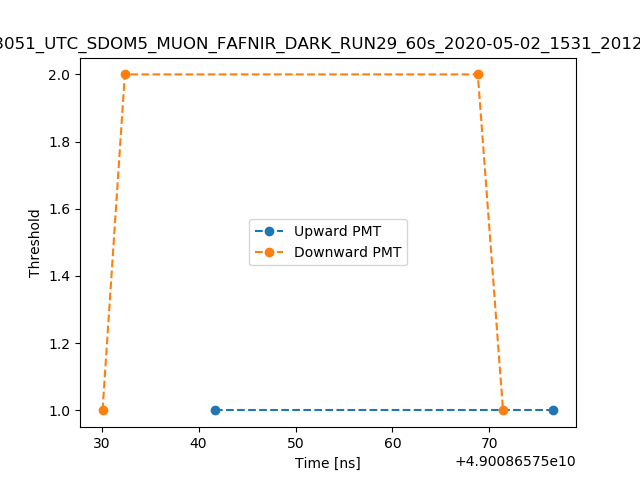 3051_UTC_SDOM5_MUON_FAFNIR_DARK_RUN29_60s_2020-05-02_1531_2012
2.0
1.8
1.6
1.4
1.2
1.0
Threshold
Upward PMT
Downward PMT
30 40 50 60 70
Time [ns]
+4.90086575e10